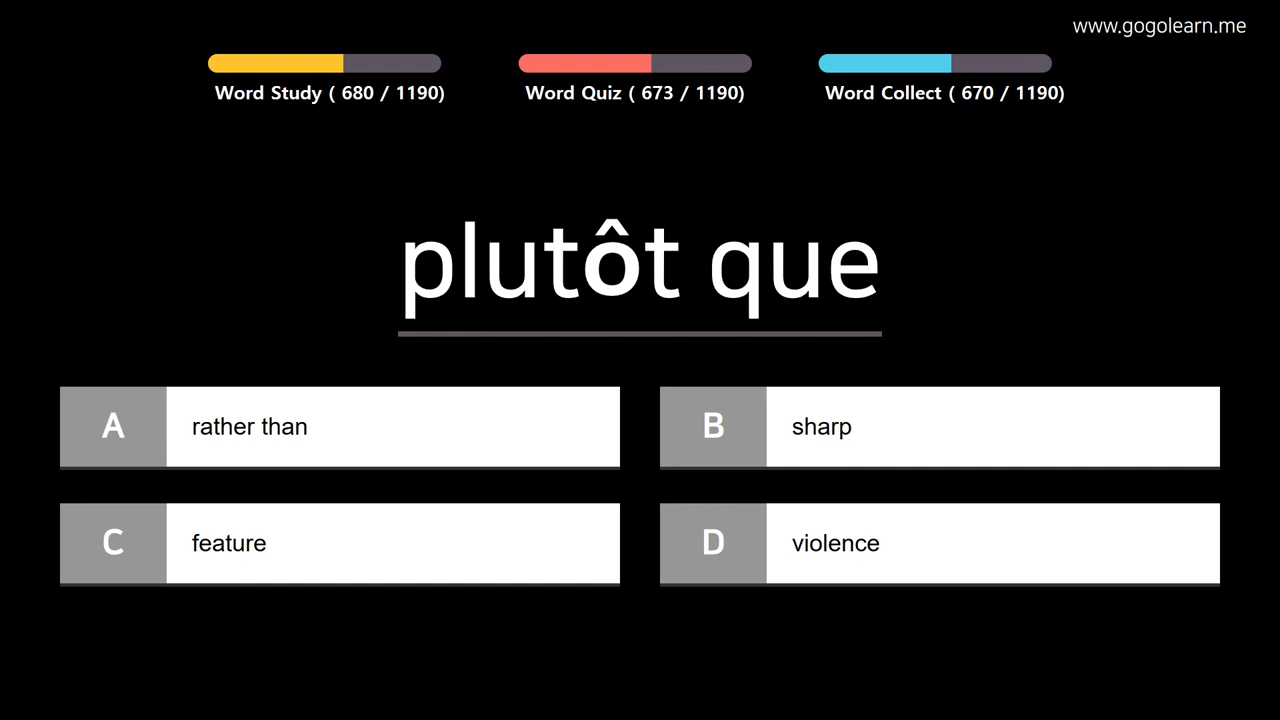 www.gogolearn.me
Word Study ( 680 / 1190)
Word Quiz ( 673 / 1190)
Word Collect ( 670 / 1190)
plutôt que
A rather than
B sharp
C feature
D violence